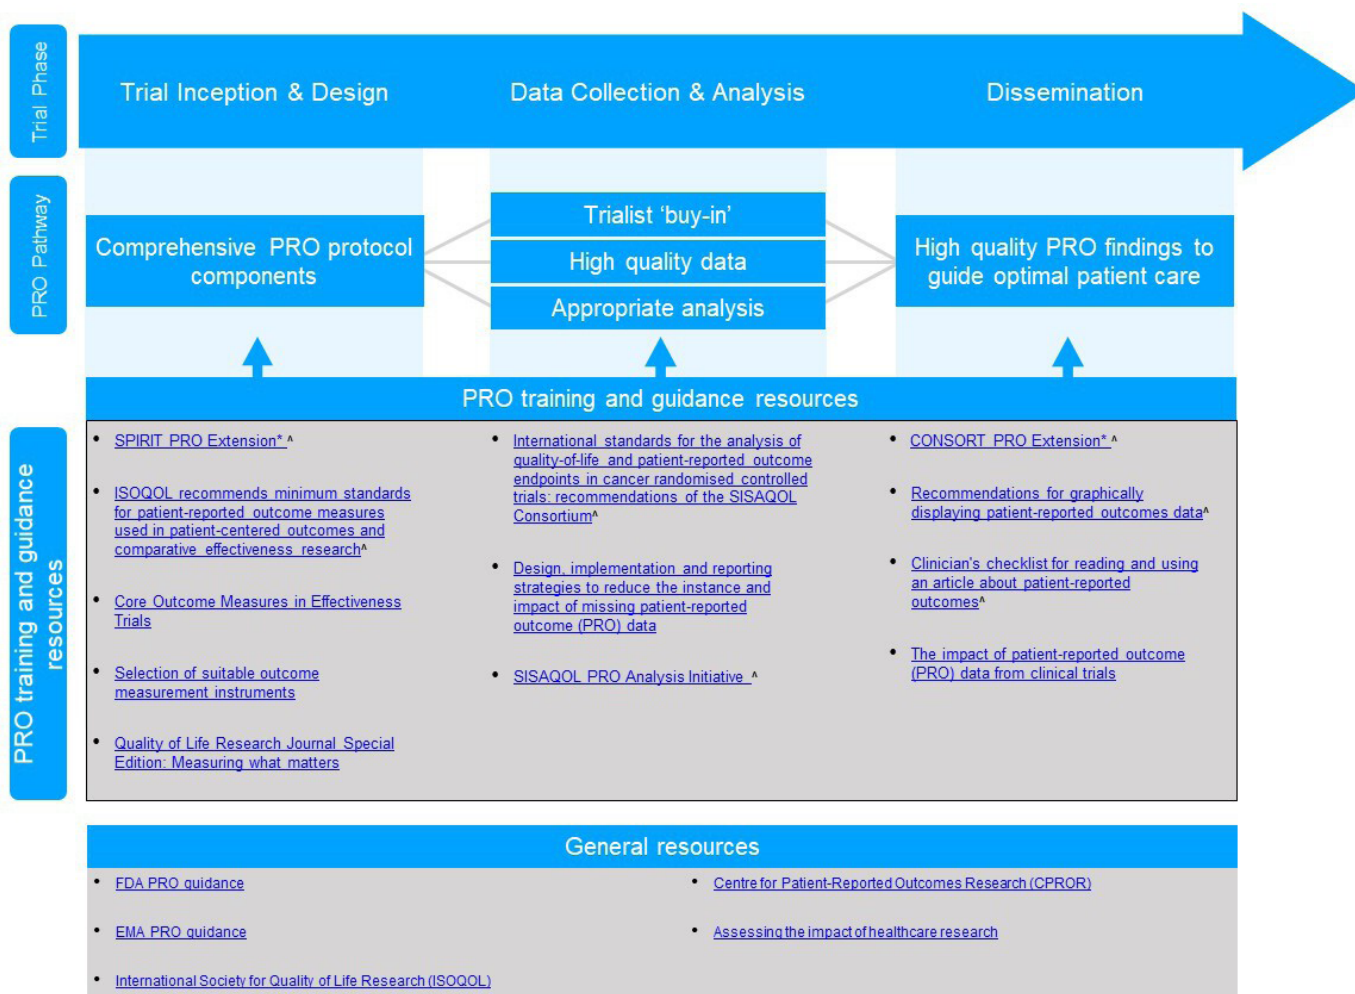 Trial Phase
Trial Inception & Design
Data Collection & Analysis
Dissemination
PRO Pathway
Comprehensive PRO protocol
components
Trialist ‘buy-in’
High quality data
Appropriate analysis
High quality PRO findings to
guide optimal patient care
PRO training and guidance
resources
PRO training and guidance resources
• SPIRIT PRO Extension* ^
• ISOQOL recommends minimum standards
for patient-reported outcome measures
used in patient-centered outcomes and
comparative effectiveness research^
• Core Outcome Measures in Effectiveness
Trials
• Selection of suitable outcome
measurement instruments
• Quality of Life Research Journal Special
Edition: Measuring what matters
• International standards for the analysis of
quality-of-life and patient-reported outcome
endpoints in cancer randomised controlled
trials: recommendations of the SISAQOL
Consortium^
• Design, implementation and reporting
strategies to reduce the instance and
impact of missing patient-reported
outcome (PRO) data
• SISAQOL PRO Analysis Initiative ^
• CONSORT PRO Extension* ^
• Recommendations for graphically
displaying patient-reported outcomes data^
• Clinician's checklist for reading and using
an article about patient-reported
outcomes^
• The impact of patient-reported outcome
(PRO) data from clinical trials
General resources
• FDA PRO guidance
• EMA PRO guidance
• International Society for Quality of Life Research (ISOQOL)
• Centre for Patient-Reported Outcomes Research (CPROR)
• Assessing the impact of healthcare research